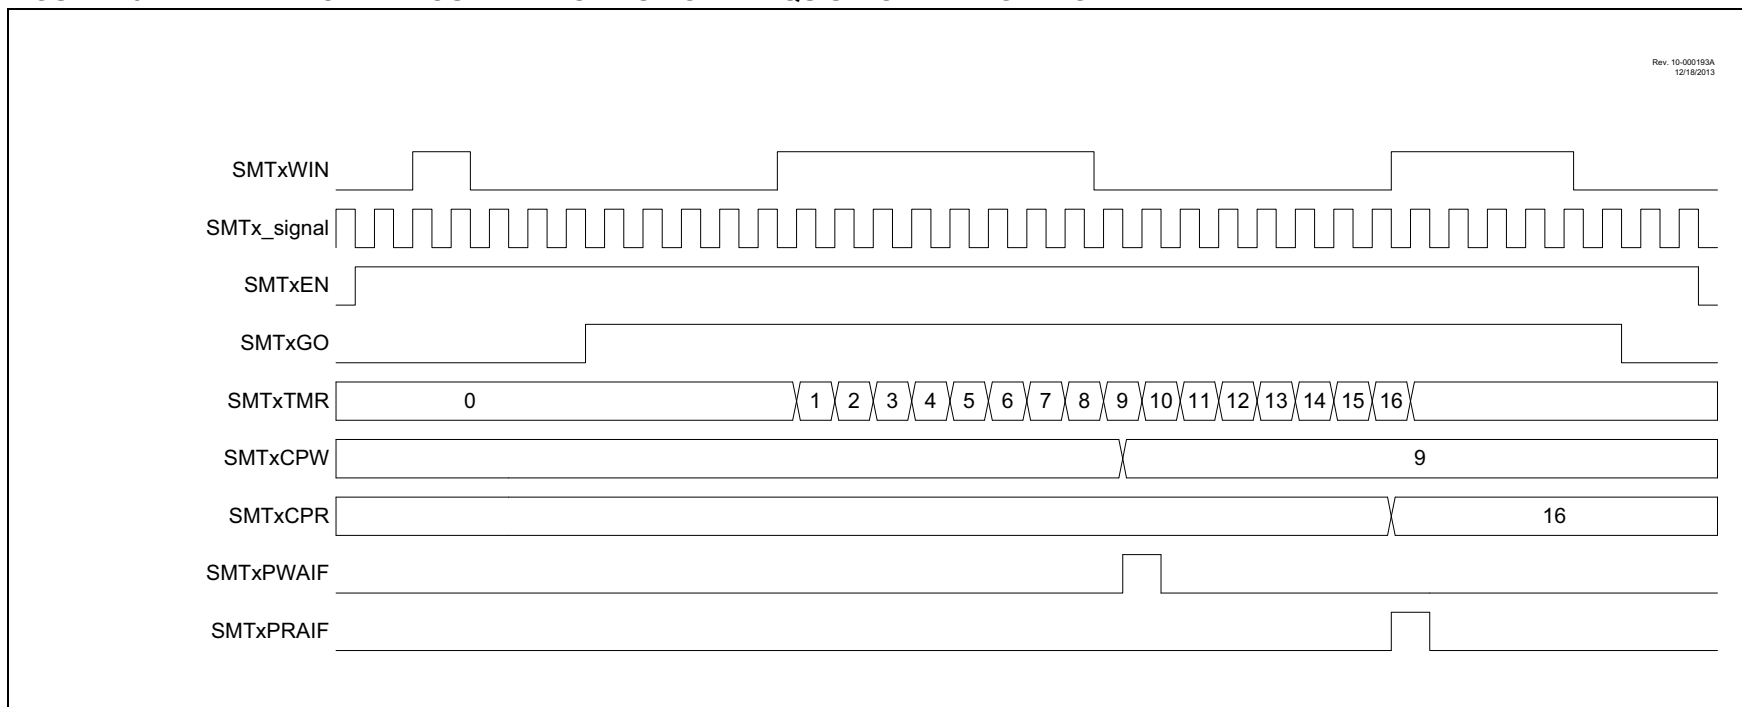 Rev. 10-000193A
12/18/2013
SMTxWIN
SMTx_signal
SMTxEN
SMTxGO
SMTxTMR 0 1 2 3 4 5 6 7 8 9 10 11 12 13 14 15 16
SMTxCPW 9
SMTxCPR 16
SMTxPWAIF
SMTxPRAIF